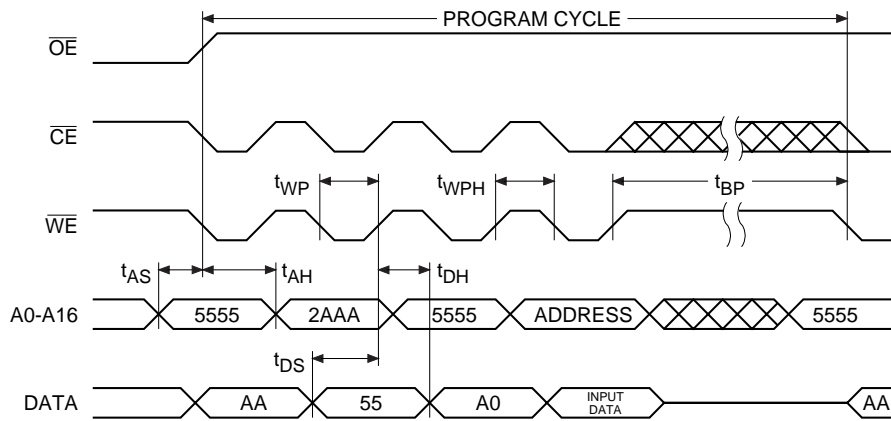 PROGRAM CYCLE
OE
CE
tWP tWPH tBP
WE
tAS tAH tDH
A0-A16 5555 2AAA 5555 ADDRESS 5555
tDS
DATA AA 55 A0 INPUT DATA AA